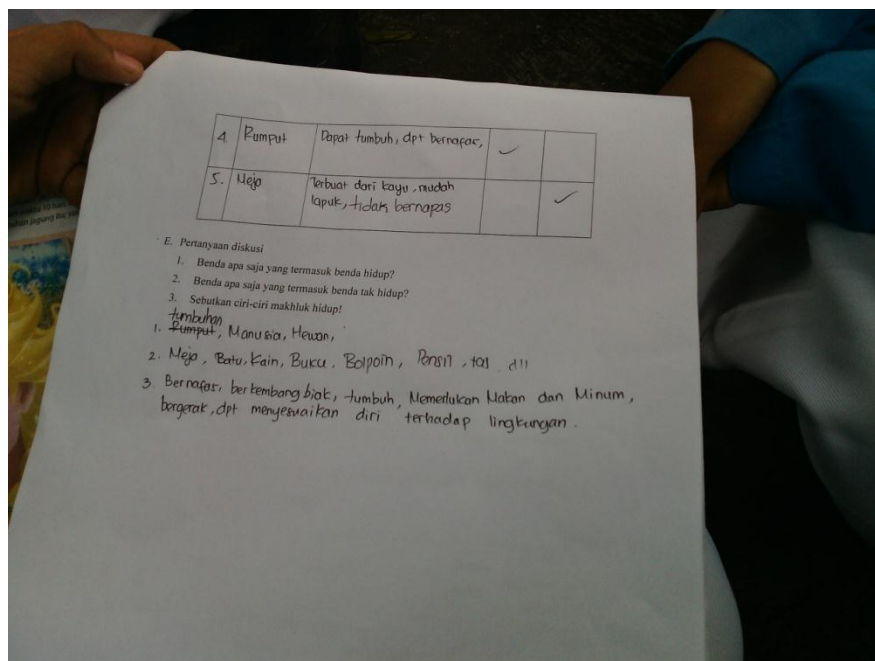 4. Rumput Dapat tumbuh, dpt bernafas, ✓
5. Meja Terbuat dari kayu, mudah
lapuk, tidak bernapas ✓
E. Pertanyaan diskusi
1. Benda apa saja yang termasuk benda hidup?
2. Benda apa saja yang termasuk benda tak hidup?
3. Sebutkan ciri-ciri makhluk hidup!
tumbuhan
1. Rumput, Manusia, Hewan,
2. Meja, Batu, Kain, Buku, Bolpoin, Pensil, tas dll
3. Bernafas, berkembang biak, tumbuh, Memerlukan Makan dan Minum,
bergerak, dpt menyesuaikan diri terhadap lingkungan.